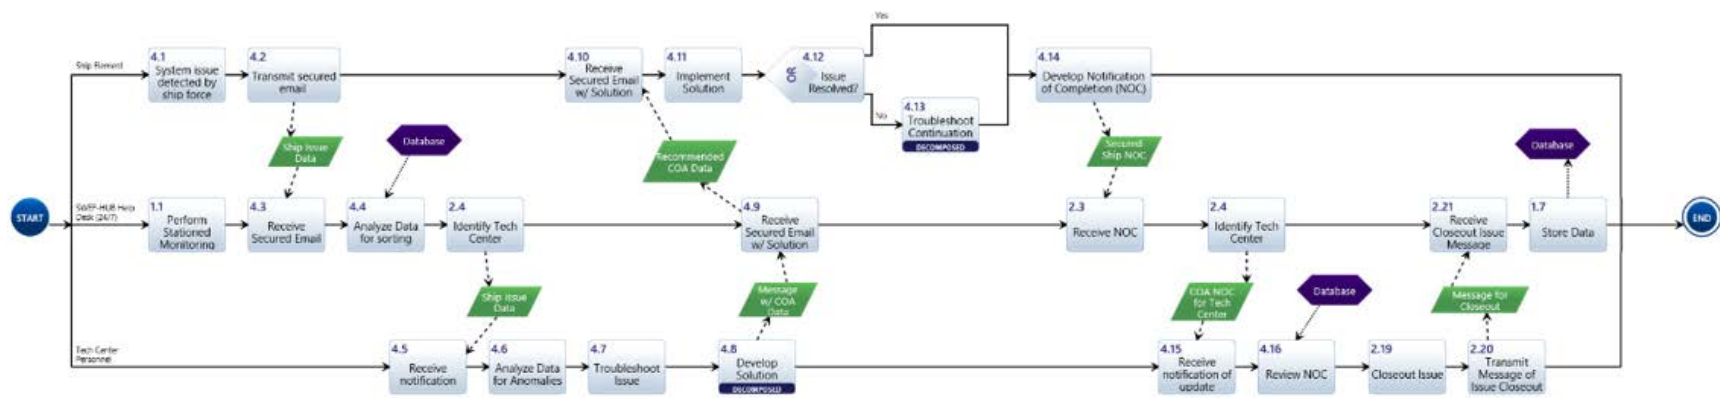 Yes
4.1
System issue
detected by
ship force
4.2
Transmit secured
email
4.10
Receive
Secured Email
w/ Solution
4.11
Implement
Solution
OR
4.12
Issue
Resolved?
4.14
Develop Notification
of Completion (NOC)
Ship Element
No
4.13
Troubleshoot
Continuation
DECOMPOSED
Ship Issue
Data
Database
Recommended
COA Data
Secured
Ship NOC
Database
START
Desk (24/7)
1.1
Perform
Stationed
Monitoring
4.3
Receive
Secured Email
4.4
Analyze Data
for sorting
2.4
Identify Tech
Center
4.9
Receive
Secured Email
w/ Solution
2.3
Receive NOC
2.4
Identify Tech
Center
2.21
Receive
Closeout Issue
Message
1.7
Store Data
END
Ship Issue
Data
Message
w/ COA
Data
COA NOC
for Tech
Center
Database
Message for
Closeout
Tech Center
Personnel
4.5
Receive
notification
4.6
Analyze Data
for Anomalies
4.7
Troubleshoot
Issue
4.8
Develop
Solution
DECOMPOSED
4.15
Receive
notification of
update
4.16
Review NOC
2.19
Closeout Issue
2.20
Transmit
Message of
Issue Closeout